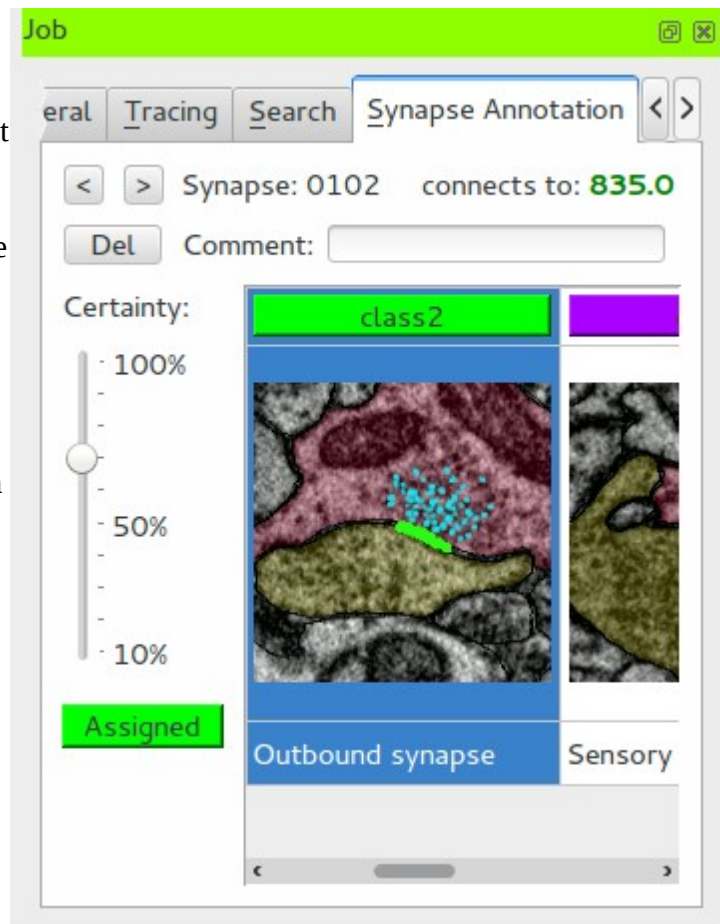 Job
eral Tracing Search Synapse Annotation < >
t
< > Synapse: 0102 connects to: 835.0
e
Del Comment:
Certainty:
class2
100%
50%
10%
Assigned
Outbound synapse Sensory